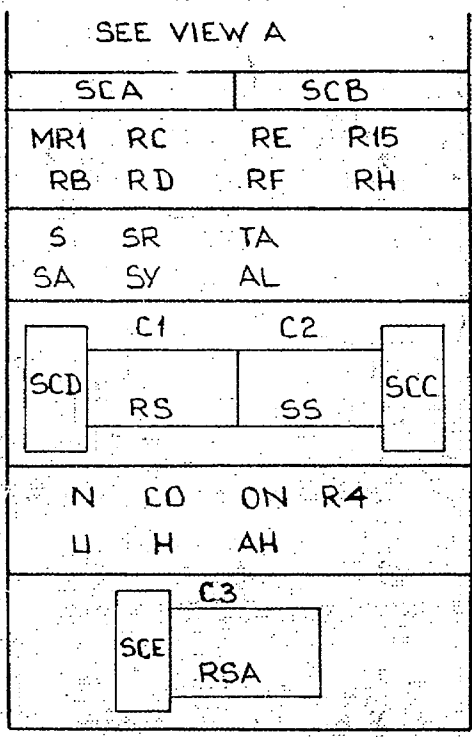 SEE VIEW A
SCA SCB
MR1 RC RE R15
RB RD RF RH
S SR TA
SA SY AL
C1 C2
SCD SCC
RS SS
N CO ON R4
U H AH
C3
SCE
RSA